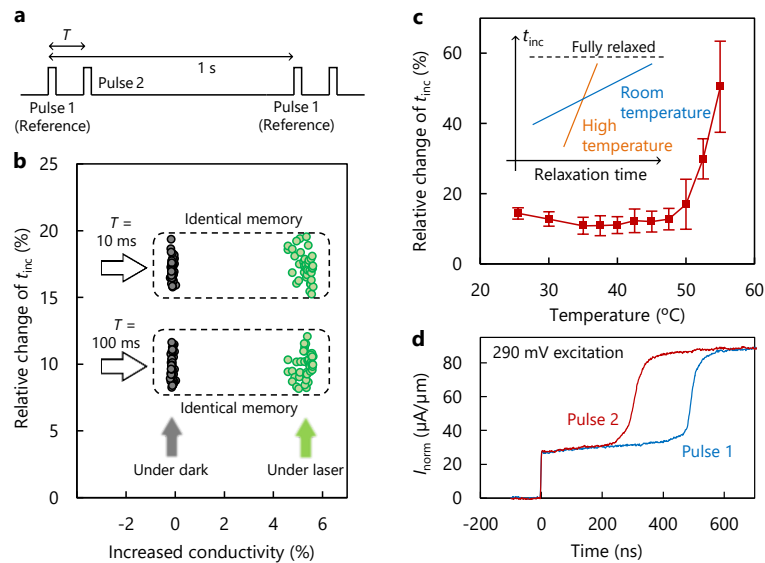 a
T
1 s
Pulse 2
Pulse 1
(Reference)
Pulse 1
(Reference)
b
Relative change of tinc (%)
25
20
15
10
5
0
T =
10 ms
T =
100 ms
Identical memory
Identical memory
Under dark
Under laser
-2
0
2
4
6
Increased conductivity (%)
c
Relative change of tinc (%)
60
40
20
0
tinc
Fully relaxed
Room
temperature
High
temperature
Relaxation time
20
30
40
50
60
Temperature (ºC)
d
290 mV excitation
Inorm (µA/µm)
80
60
40
20
0
Pulse 2
Pulse 1
-200
0
200
400
600
Time (ns)